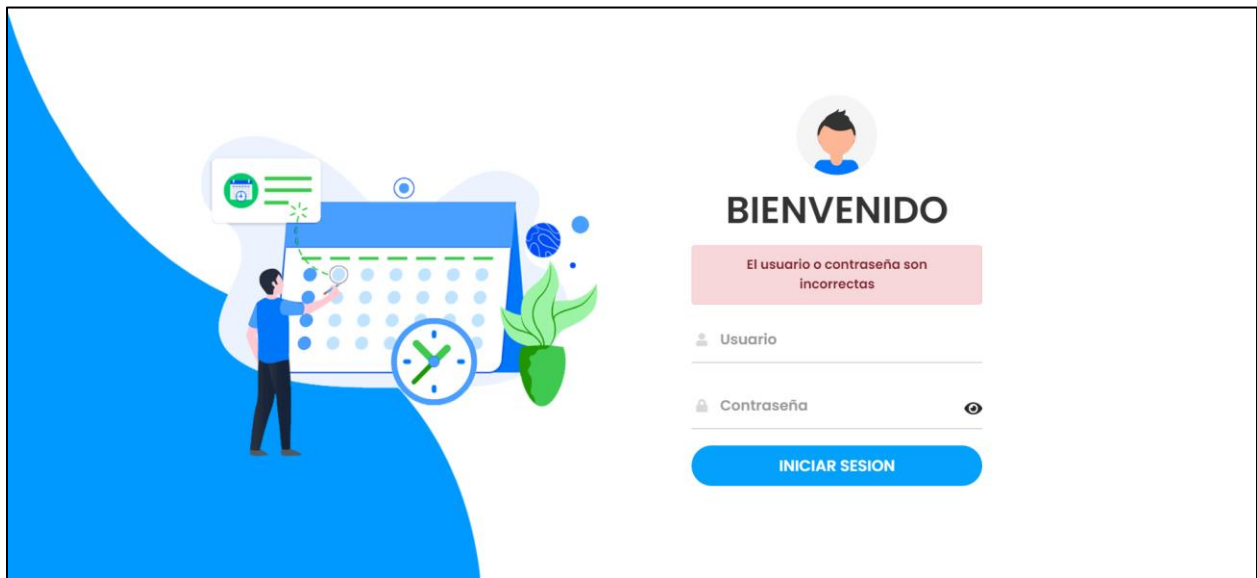 BIENVENIDO
El usuario o contraseña son
incorrectas
Usuario
Contraseña
INICIAR SESION